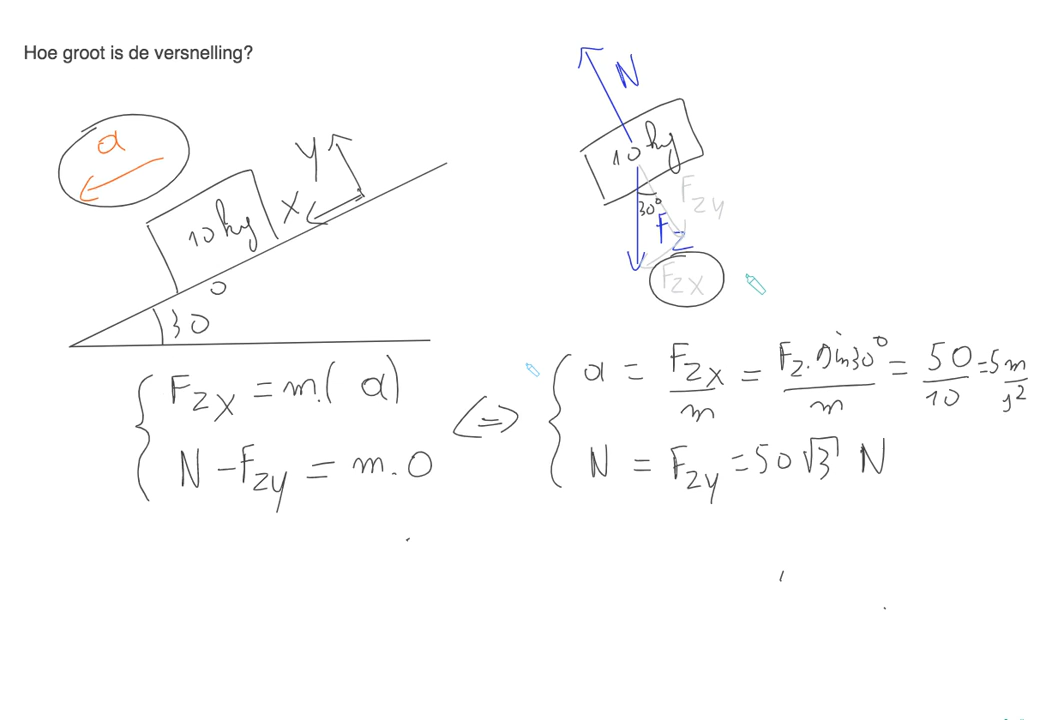 Hoe groot is de versnelling?
a
y
x
10 kg
0
30°
N
10 kg
30°
Fzy
Fz
Fzx
{ Fzx = m.( a)
N - Fzy = m.0
<=>
{ a = Fzx/m = Fz.sin30°/m = 50/10 = 5 m/s²
N = Fzy = 50√3 N